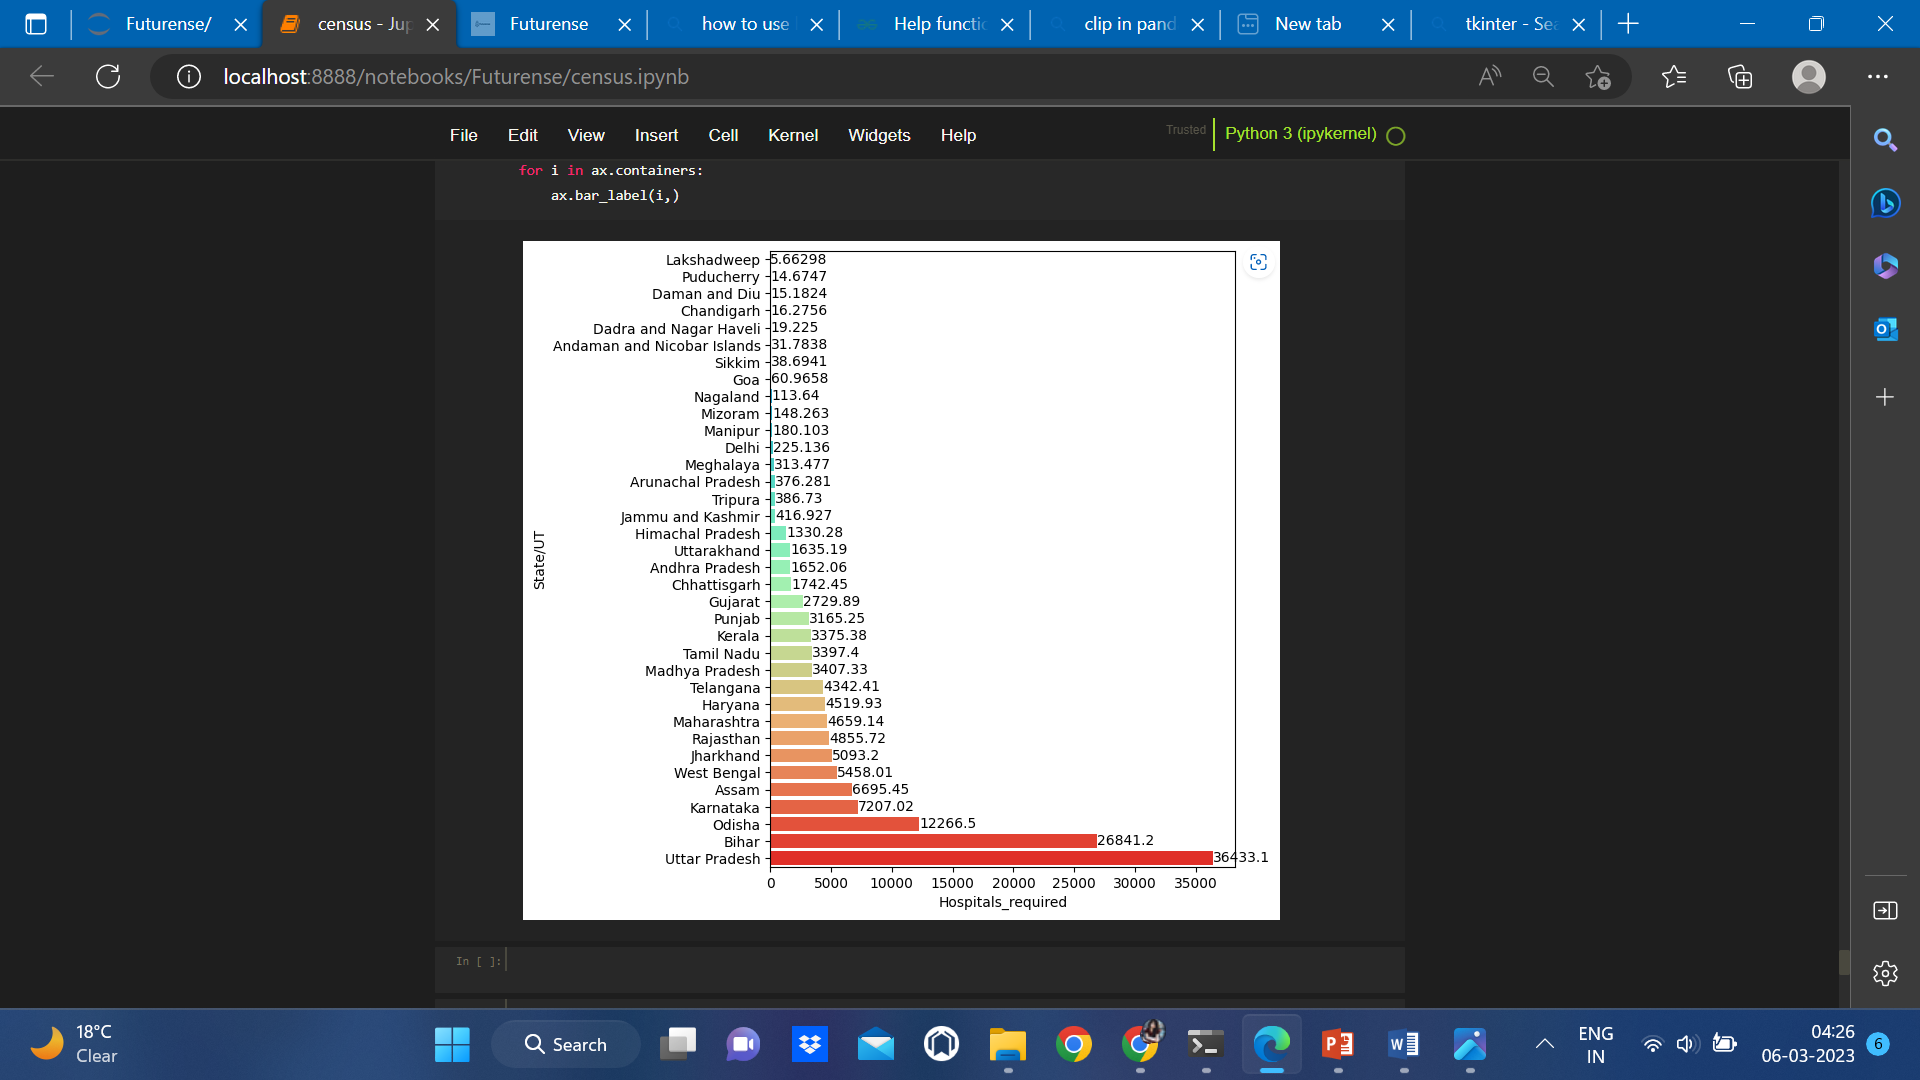 Futurense/
census - Jup
Futurense
how to use
Help functi
clip in pand
New tab
tkinter - Sea
localhost:8888/notebooks/Futurense/census.ipynb
File Edit View Insert Cell Kernel Widgets Help
Trusted
Python 3 (ipykernel)
for i in ax.containers:
ax.bar_label(i,)
Lakshadweep 5.66298
Puducherry 14.6747
Daman and Diu 15.1824
Chandigarh 16.2756
Dadra and Nagar Haveli 19.225
Andaman and Nicobar Islands 31.7838
Sikkim 38.6941
Goa 60.9658
Nagaland 113.64
Mizoram 148.263
Manipur 180.103
Delhi 225.136
Meghalaya 313.477
Arunachal Pradesh 376.281
Tripura 386.73
Jammu and Kashmir 416.927
Himachal Pradesh 1330.28
Uttarakhand 1635.19
Andhra Pradesh 1652.06
Chhattisgarh 1742.45
Gujarat 2729.89
Punjab 3165.25
Kerala 3375.38
Tamil Nadu 3397.4
Madhya Pradesh 3407.33
Telangana 4342.41
Haryana 4519.93
Maharashtra 4659.14
Rajasthan 4855.72
Jharkhand 5093.2
West Bengal 5458.01
Assam 6695.45
Karnataka 7207.02
Odisha 12266.5
Bihar 26841.2
Uttar Pradesh 36433.1
State/UT
0 5000 10000 15000 20000 25000 30000 35000
Hospitals_required
In [ ]:
18°C
Clear
Search
ENG
IN
04:26
06-03-2023
6